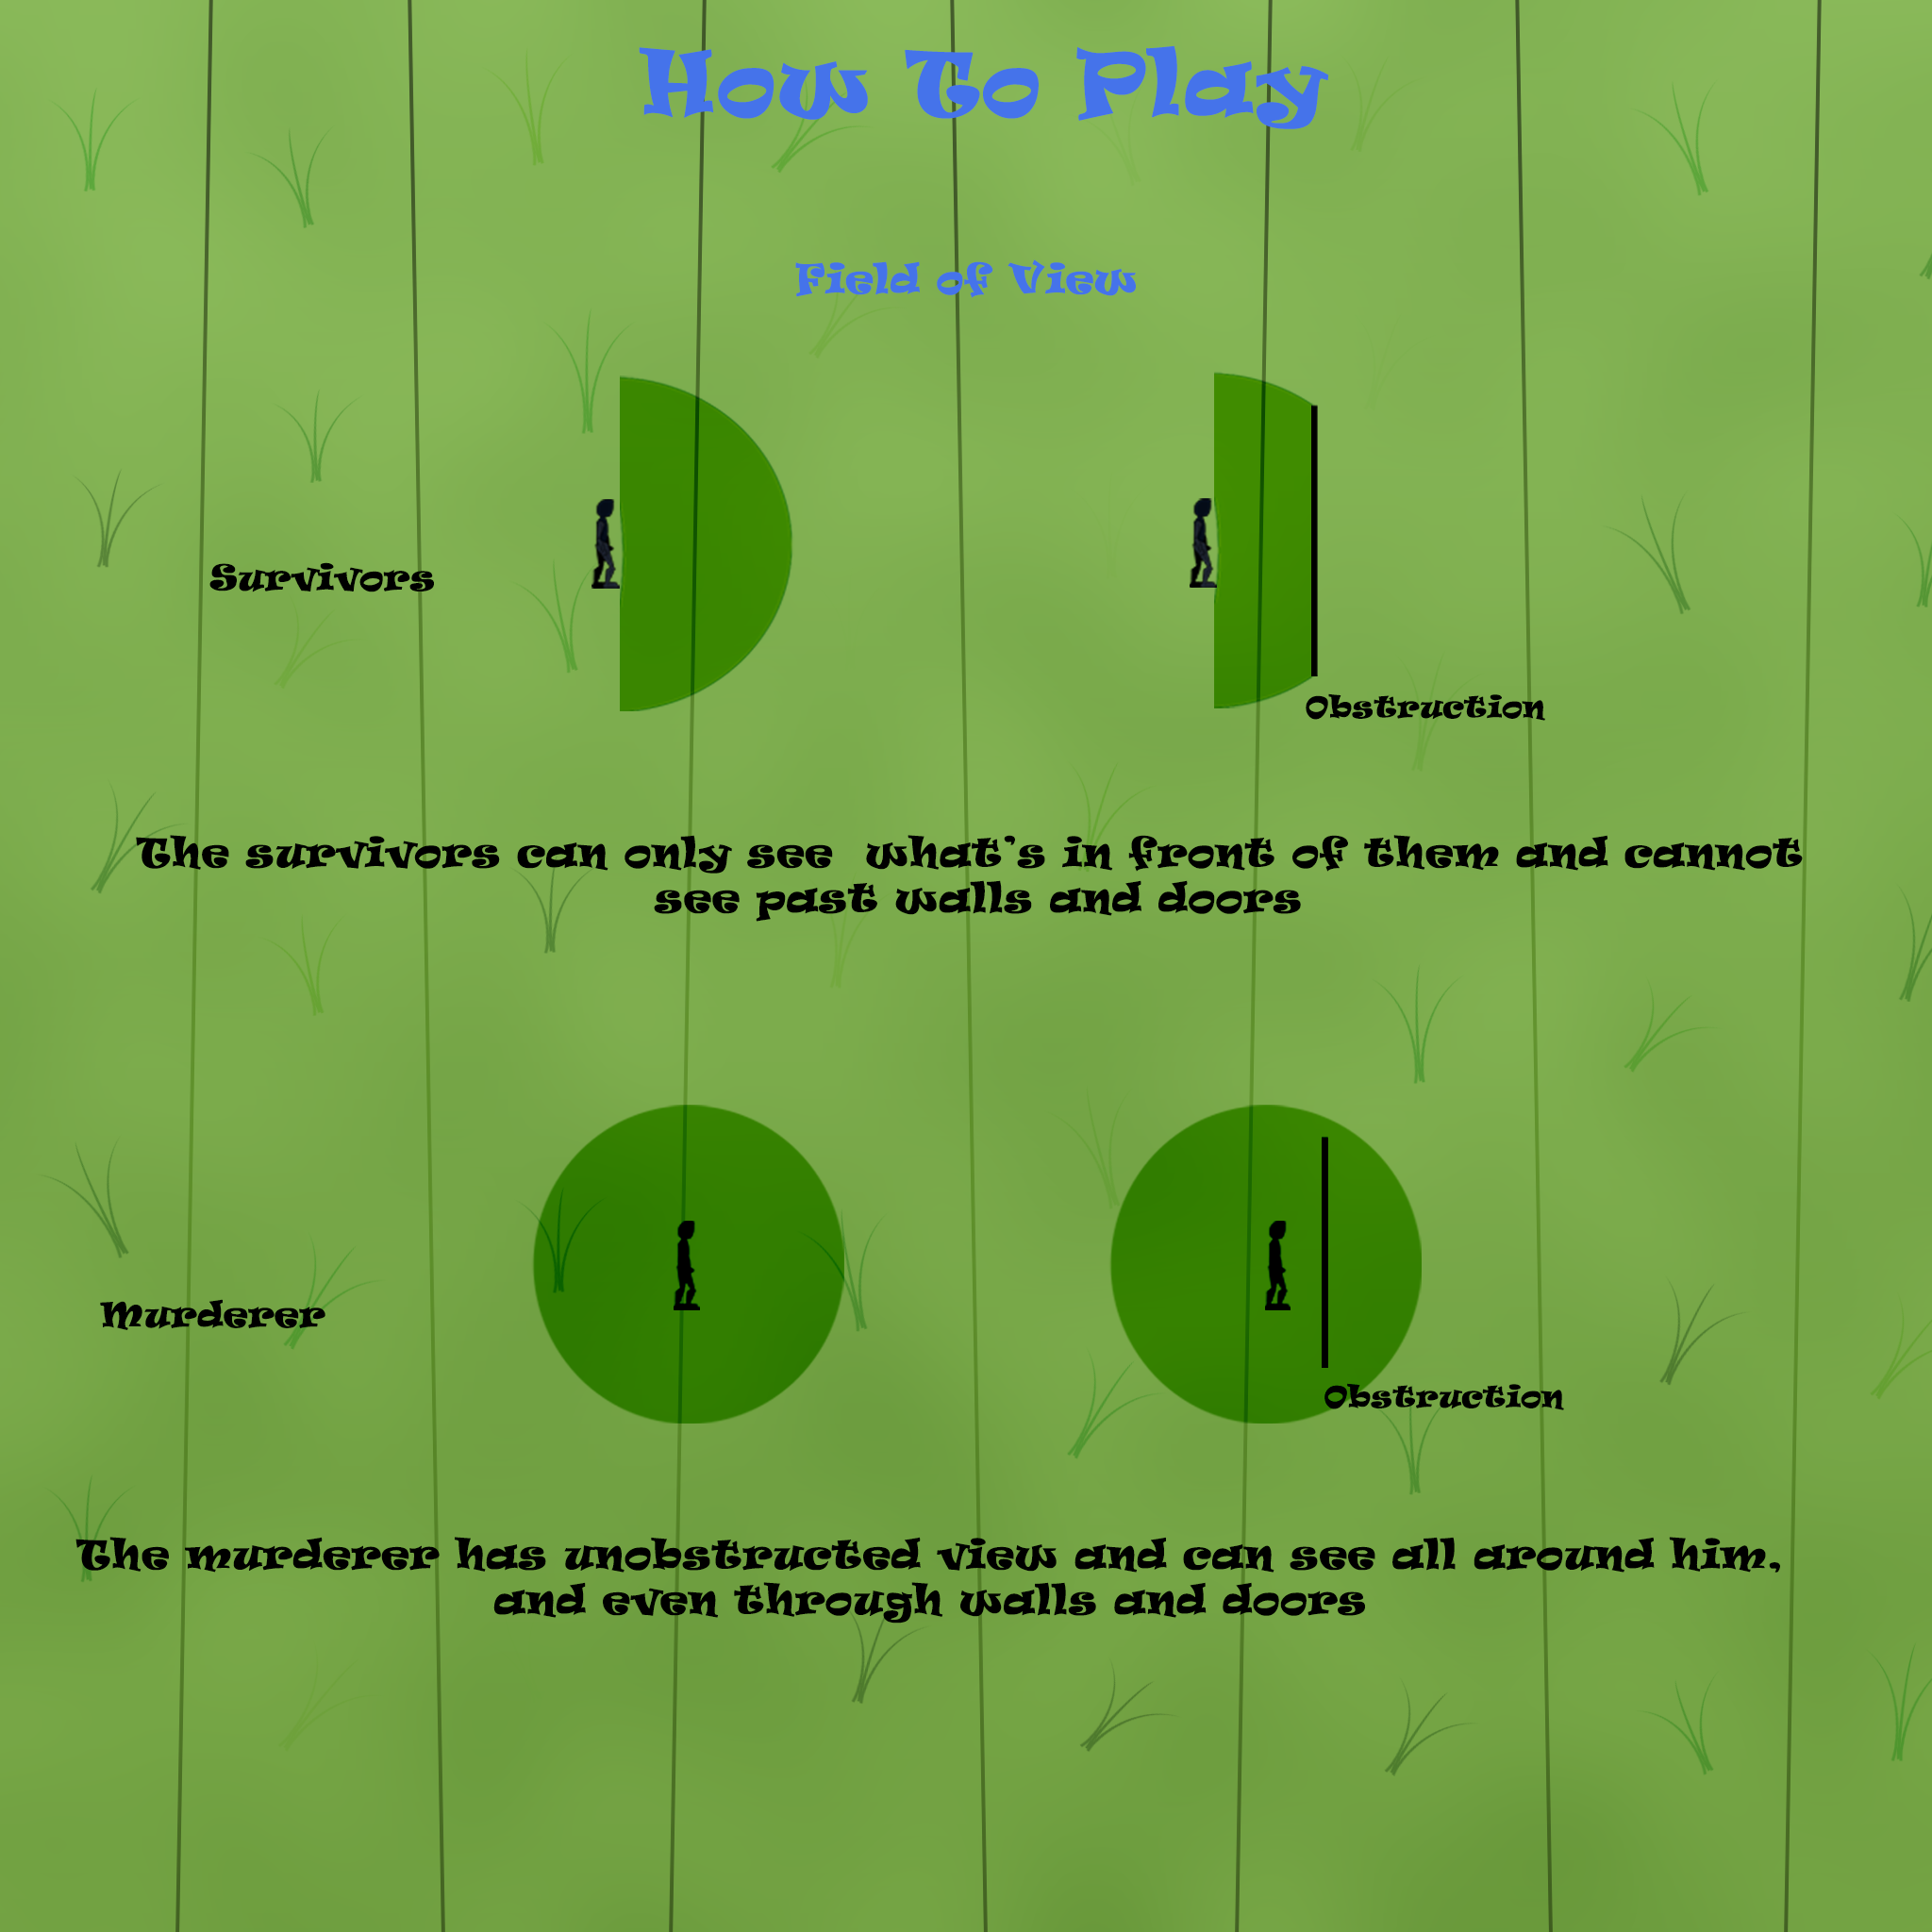 How To Play
Field of View
Survivors
Obstruction
The survivors can only see  what's in front of them and cannot
see past walls and doors
Murderer
Obstruction
The murderer has unobstructed view and can see all around him,
and even through walls and doors